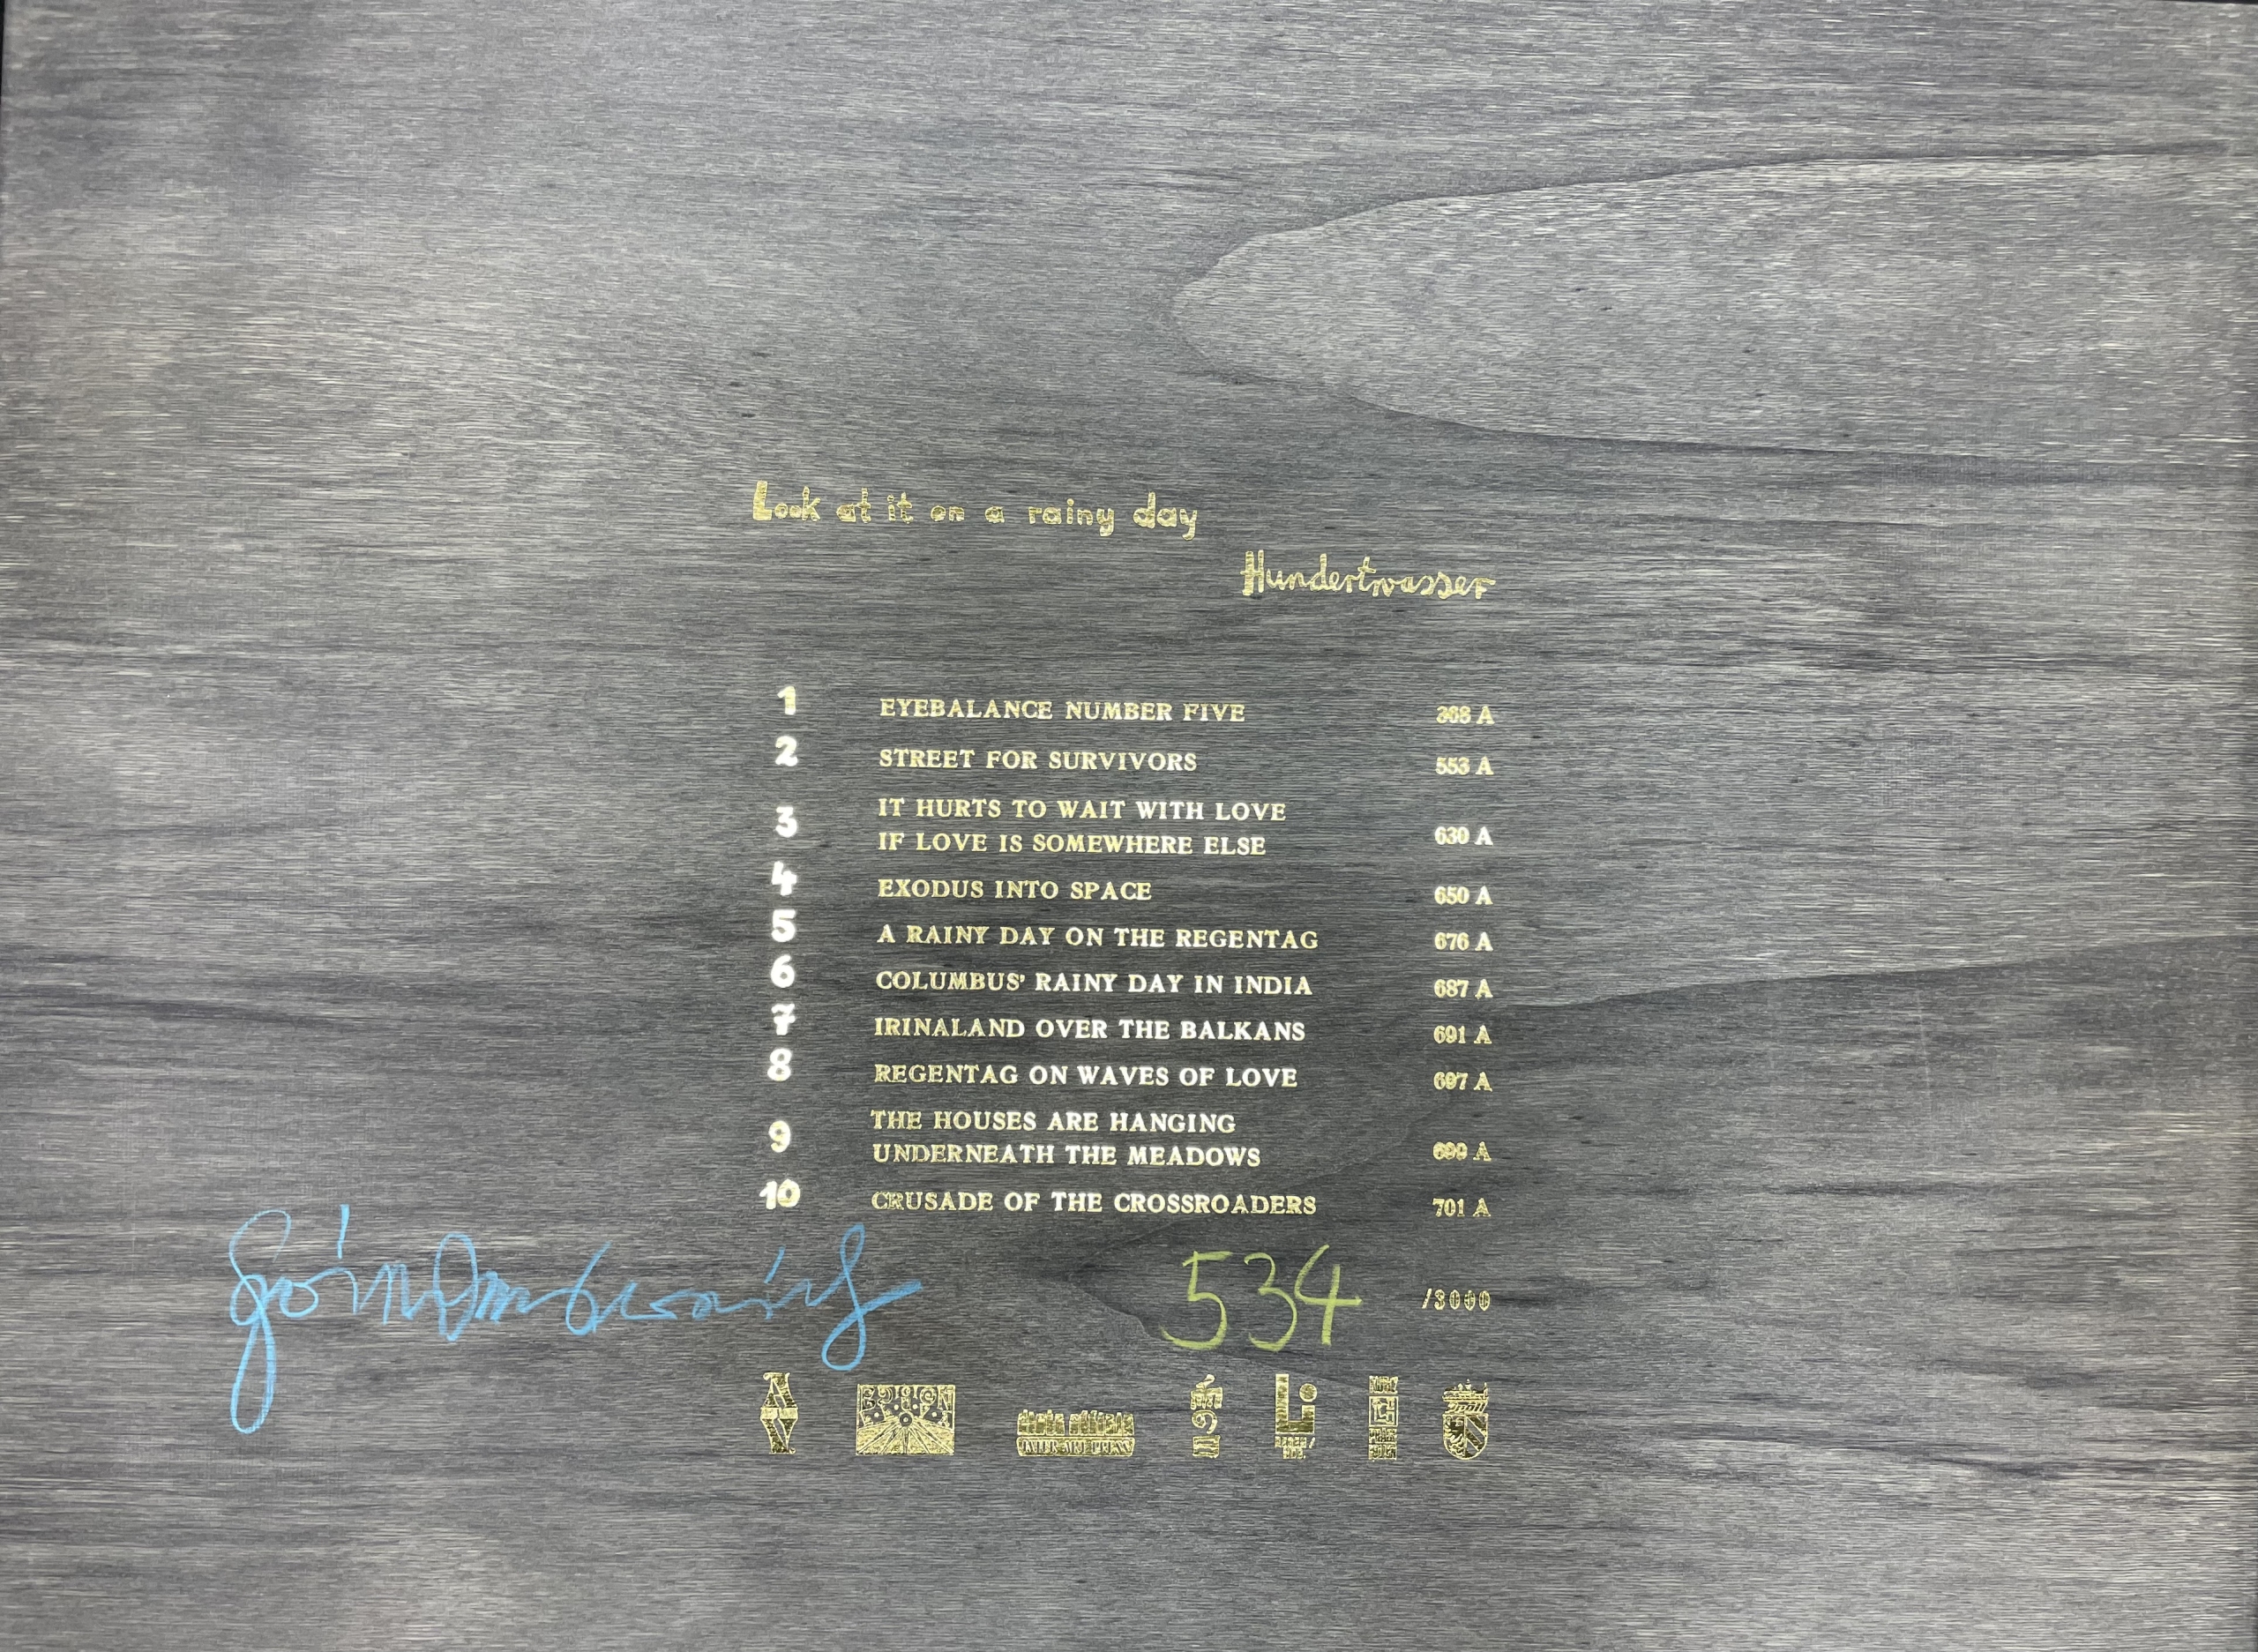 Look at it on a rainy day
Hundertwasser
1 EYEBALANCE NUMBER FIVE 368 A
2 STREET FOR SURVIVORS 553 A
3 IT HURTS TO WAIT WITH LOVE
IF LOVE IS SOMEWHERE ELSE 630 A
4 EXODUS INTO SPACE 650 A
5 A RAINY DAY ON THE REGENTAG 676 A
6 COLUMBUS' RAINY DAY IN INDIA 687 A
7 IRINALAND OVER THE BALKANS 691 A
8 REGENTAG ON WAVES OF LOVE 697 A
9 THE HOUSES ARE HANGING
UNDERNEATH THE MEADOWS 699 A
10 CRUSADE OF THE CROSSROADERS 701 A
534 /3000
INTER ART PRESS